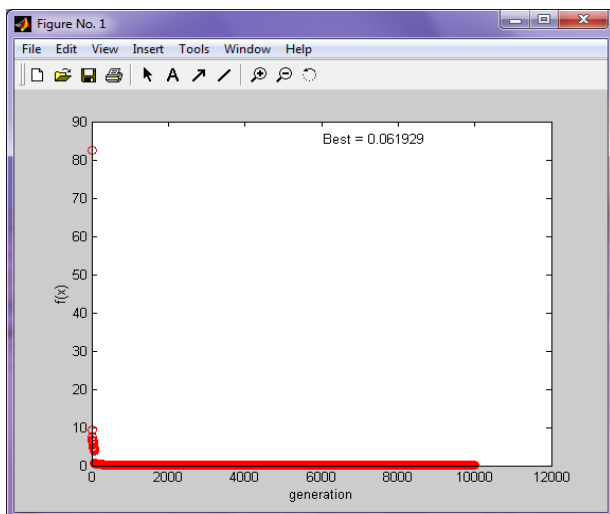 Figure No. 1
File Edit View Insert Tools Window Help
A
Best = 0.061929
90
80
70
60
50
40
30
20
10
0
f(x)
0 2000 4000 6000 8000 10000 12000
generation